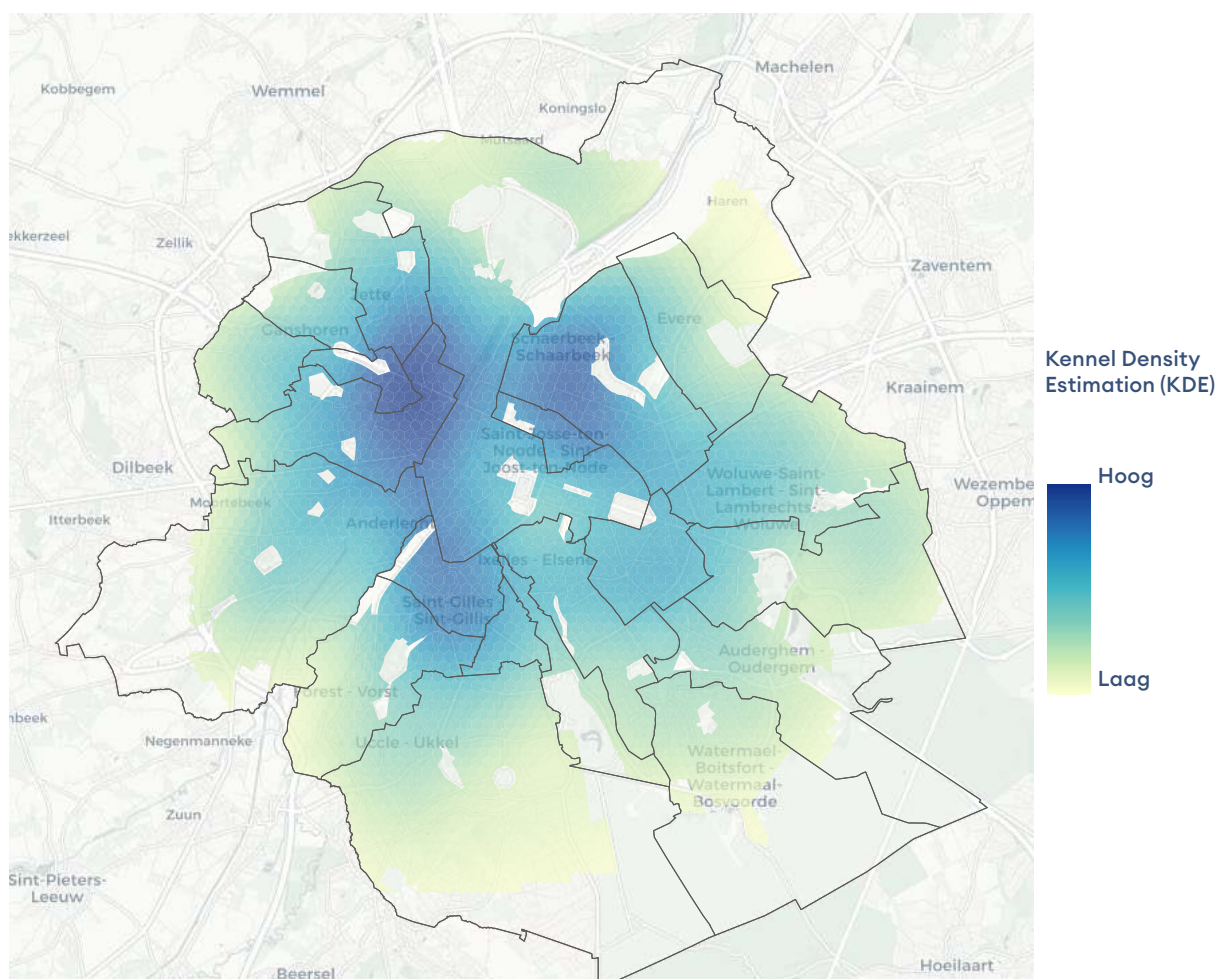 Machelen
Kobbegem
Wemmel
Koningslo
Mutsaard
Haren
Zellik
ekkerzeel
Zaventem
Jette
Evere
Ganshoren
Schaerbeek -
Schaarbeek
Kennel Density
Estimation (KDE)
Kraainem
Saint-Josse-ten-
Noode - Sint-
Joost-ten-Node
Dilbeek
Woluwe-Saint-
Lambert - Sint-
Lambrechts-
Woluwe
Hoog
Wezembe
Oppem
Moortebeek
Itterbeek
Anderlecht
Ixelles - Elsene
Saint-Gilles -
Sint-Gillis
Auderghem -
Oudergem
Laag
Forest - Vorst
nbeek
Negenmanneke
Uccle - Ukkel
Watermael-
Boitsfort -
Watermaal-
Bosvoorde
Zuun
Sint-Pieters-
Leeuw
Hoeilaart
Beersel